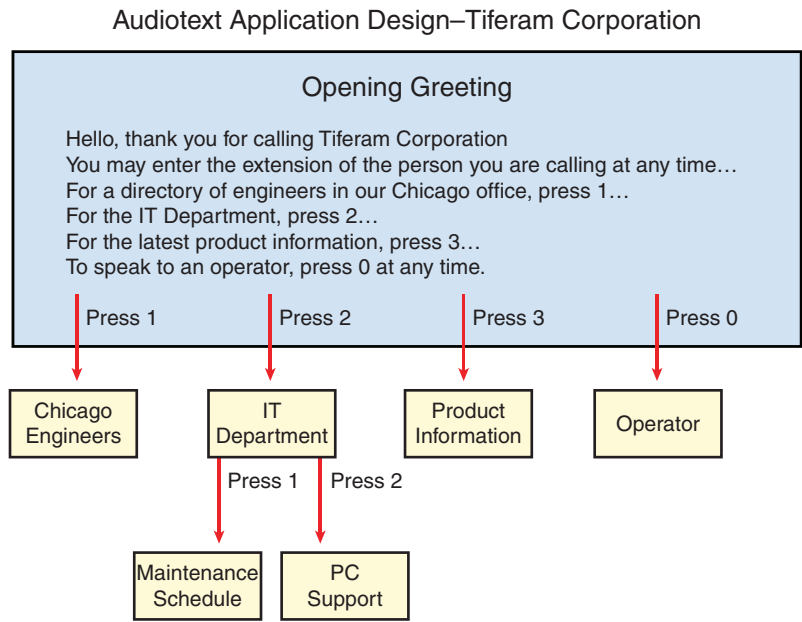 Audiotext Application Design–Tiferam Corporation
Opening Greeting
Hello, thank you for calling Tiferam Corporation
You may enter the extension of the person you are calling at any time…
For a directory of engineers in our Chicago office, press 1…
For the IT Department, press 2…
For the latest product information, press 3…
To speak to an operator, press 0 at any time.
Press 1
Press 2
Press 3
Press 0
Chicago
Engineers
IT
Department
Product
Information
Operator
Press 1
Press 2
Maintenance
Schedule
PC
Support